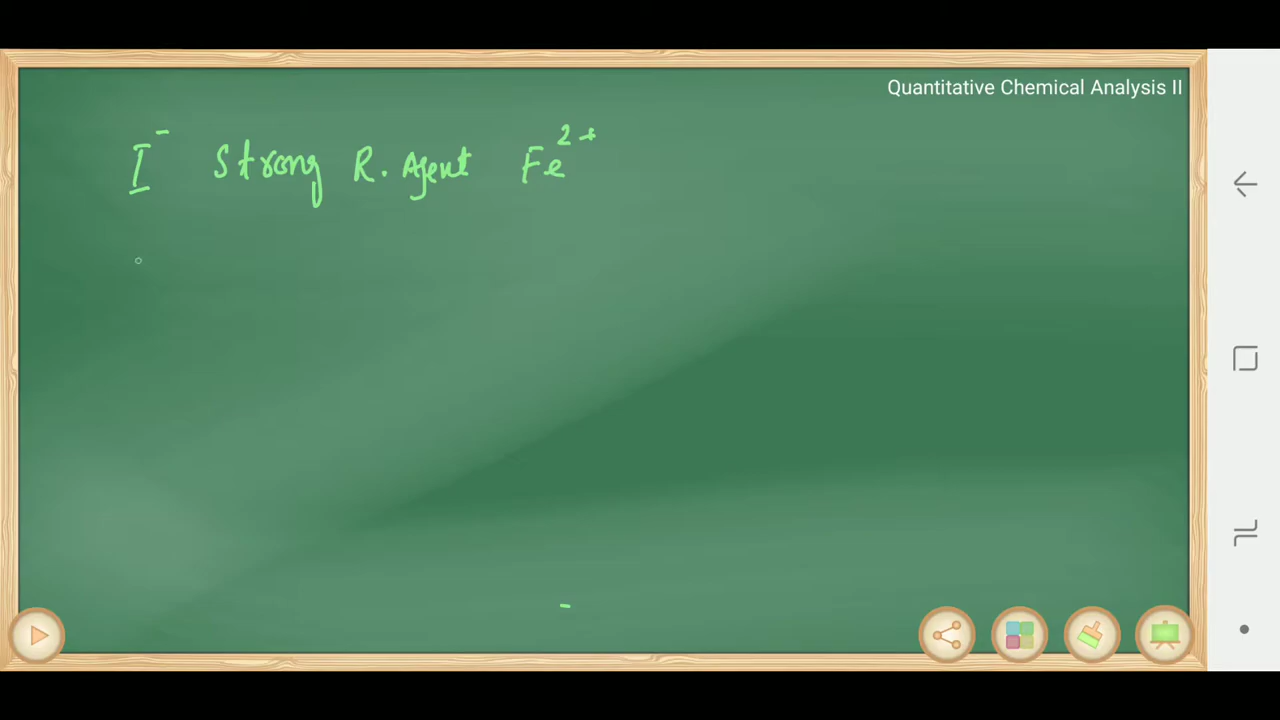 Quantitative Chemical Analysis II
I⁻ Strong R. Agent Fe²⁺